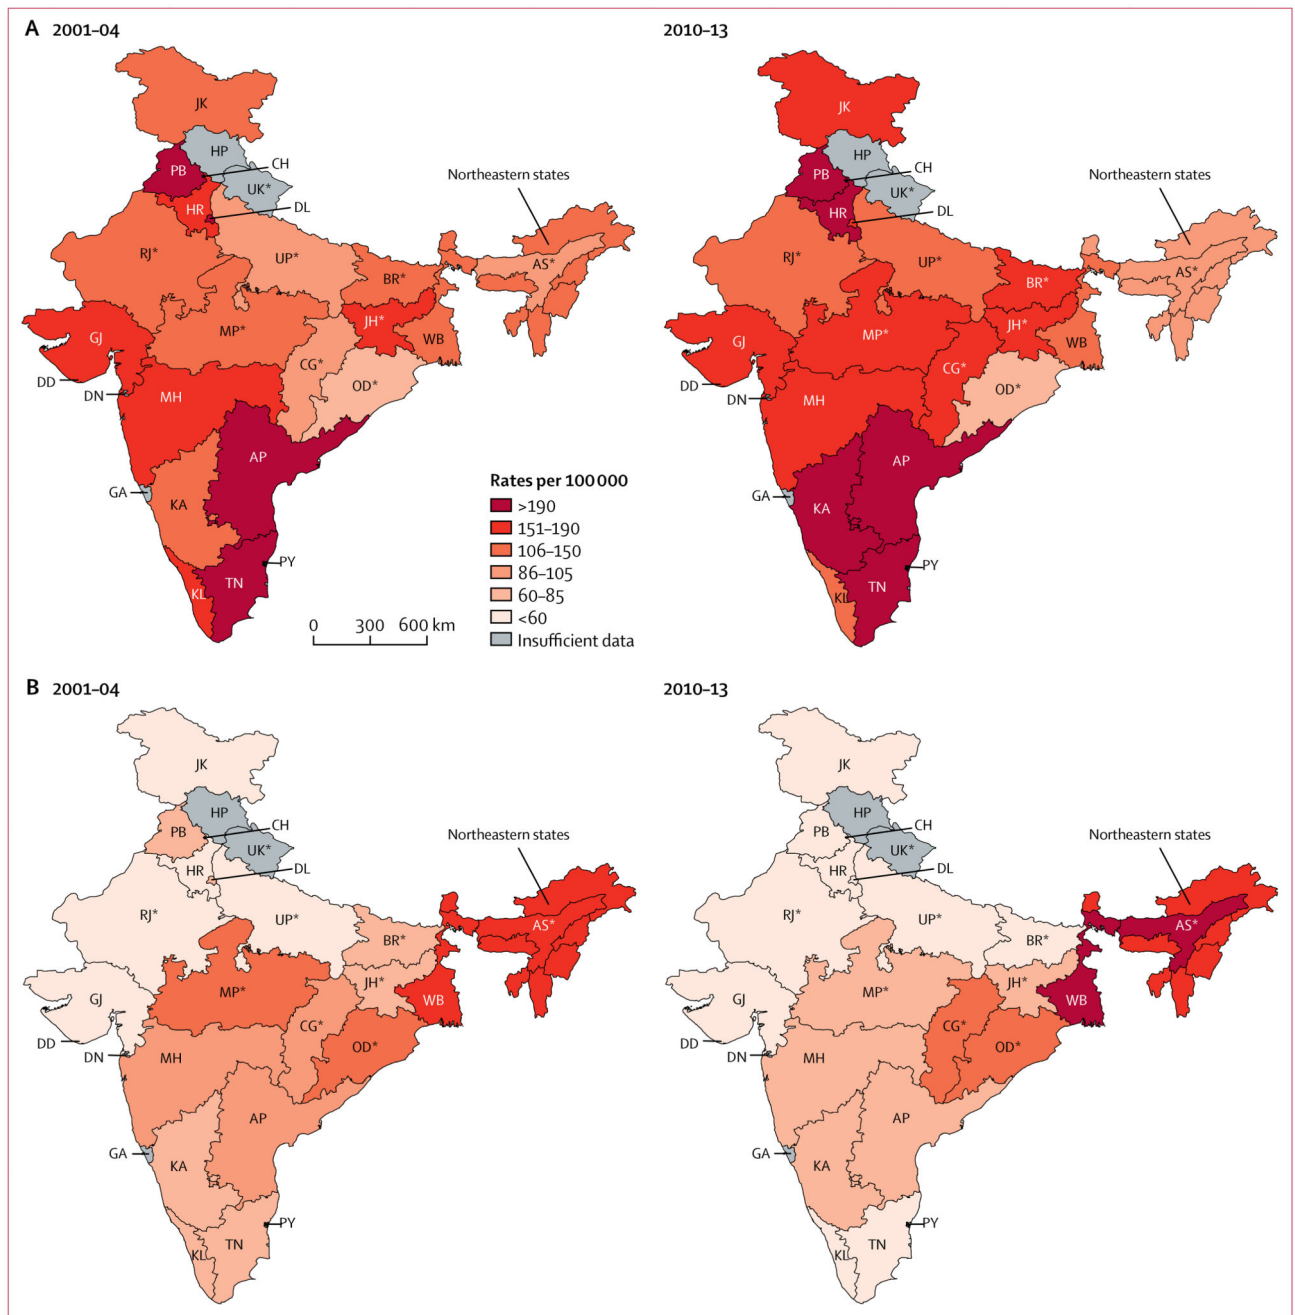 A 2001–04
2010–13
JK
HP
CH
PB
UK*
HR
DL
RJ*
UP*
BR*
Northeastern states
AS*
GJ
MP*
JH*
WB
CG*
OD*
DD
DN
MH
AP
GA
KA
PY
TN
KL
0 300 600 km
Rates per 100 000
>190
151–190
106–150
86–105
60–85
<60
Insufficient data
JK
HP
CH
PB
UK*
HR
DL
RJ*
UP*
BR*
Northeastern states
AS*
GJ
MP*
JH*
WB
CG*
OD*
DD
DN
MH
AP
GA
KA
PY
TN
KL
B 2001–04
2010–13
JK
HP
CH
PB
UK*
HR
DL
RJ*
UP*
BR*
Northeastern states
AS*
GJ
MP*
JH*
WB
CG*
OD*
DD
DN
MH
AP
GA
KA
PY
TN
KL
JK
HP
CH
PB
UK*
HR
DL
RJ*
UP*
BR*
Northeastern states
AS*
GJ
MP*
JH*
WB
CG*
OD*
DD
DN
MH
AP
GA
KA
PY
TN
KL